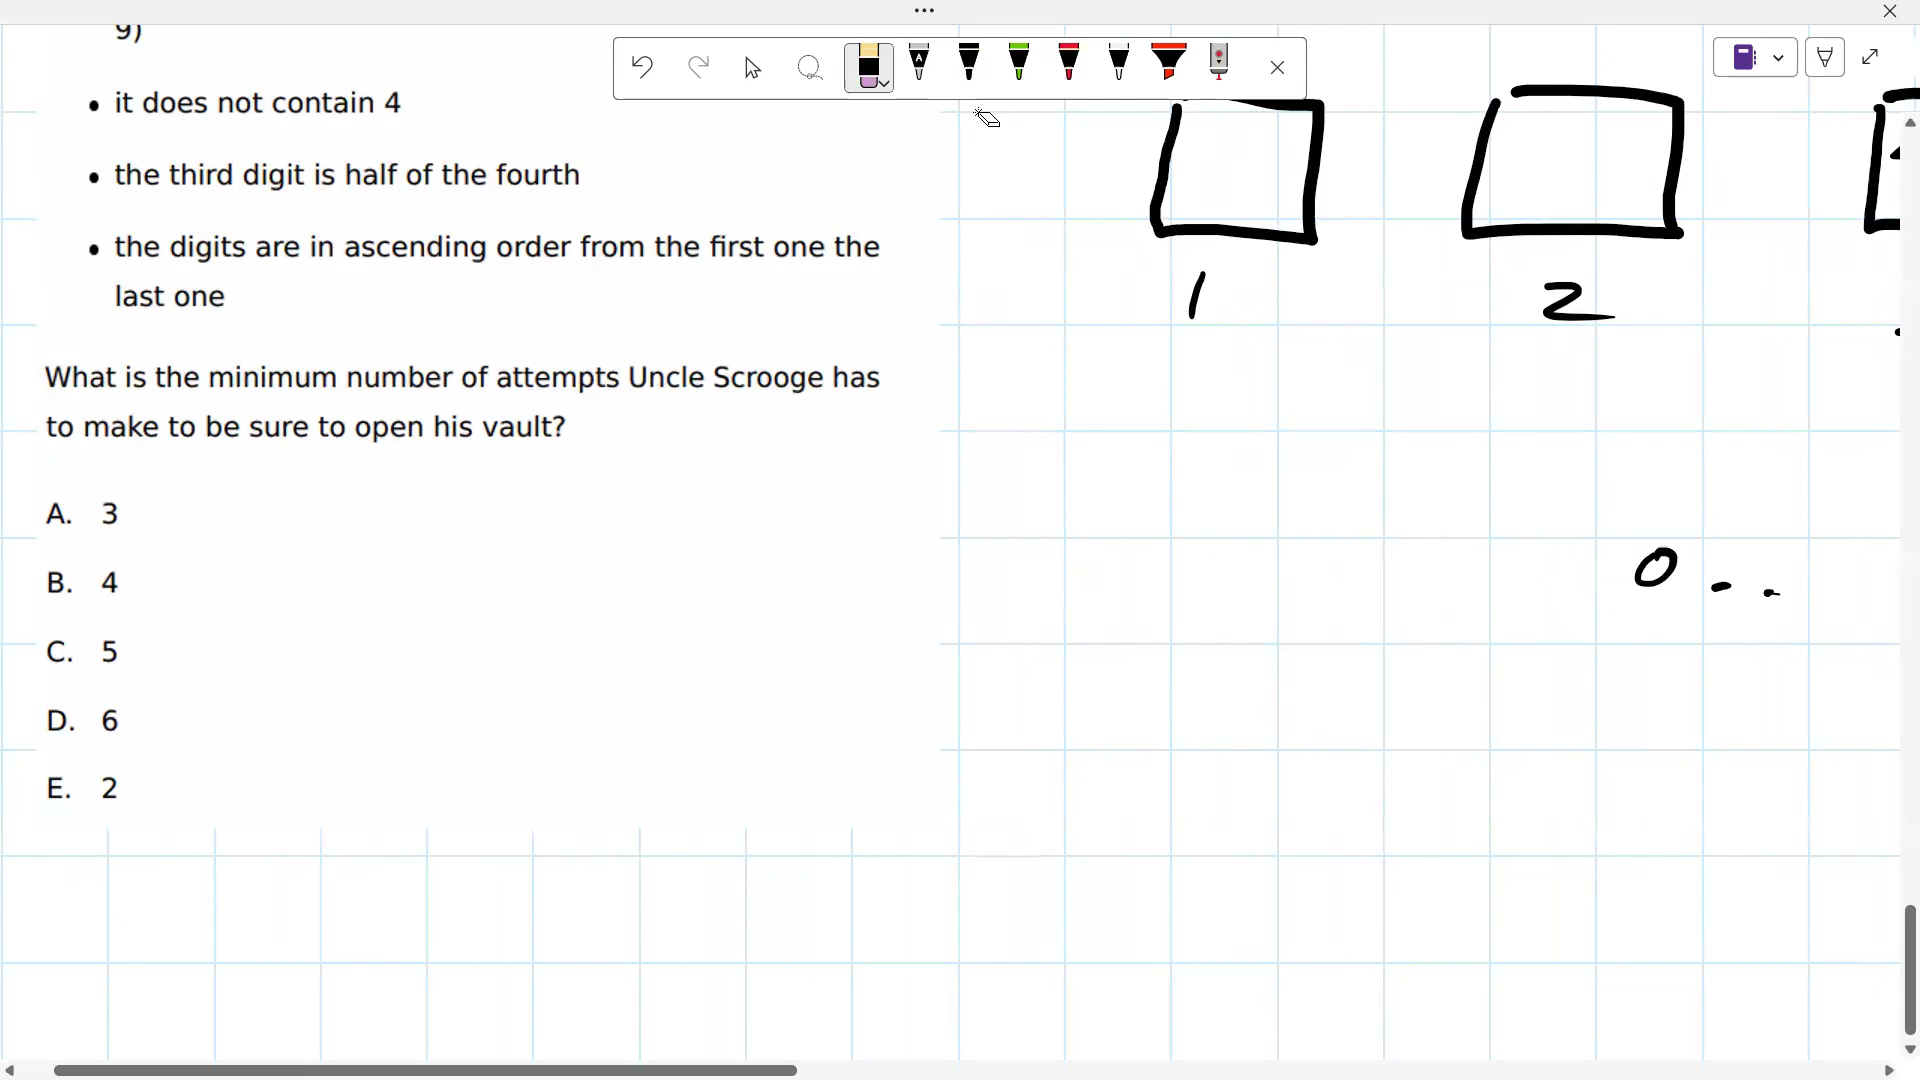 9)
• it does not contain 4
• the third digit is half of the fourth
• the digits are in ascending order from the first one the
last one
What is the minimum number of attempts Uncle Scrooge has
to make to be sure to open his vault?
A. 3
B. 4
C. 5
D. 6
E. 2
1
2
0 - -